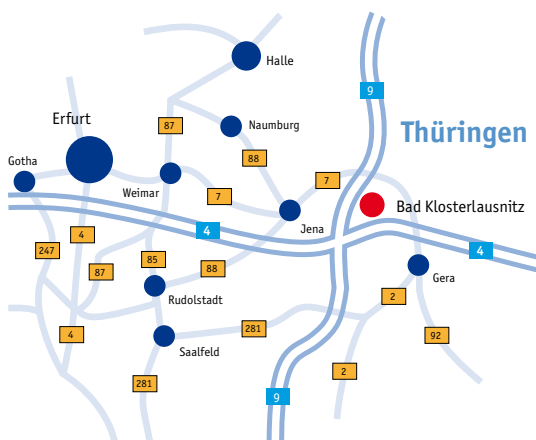 Halle
9
Erfurt
87
Naumburg
Thüringen
Gotha
88
7
Weimar
7
Bad Klosterlausnitz
4
Jena
4
247
4
85
88
87
Gera
Rudolstadt
2
281
4
92
Saalfeld
2
281
9